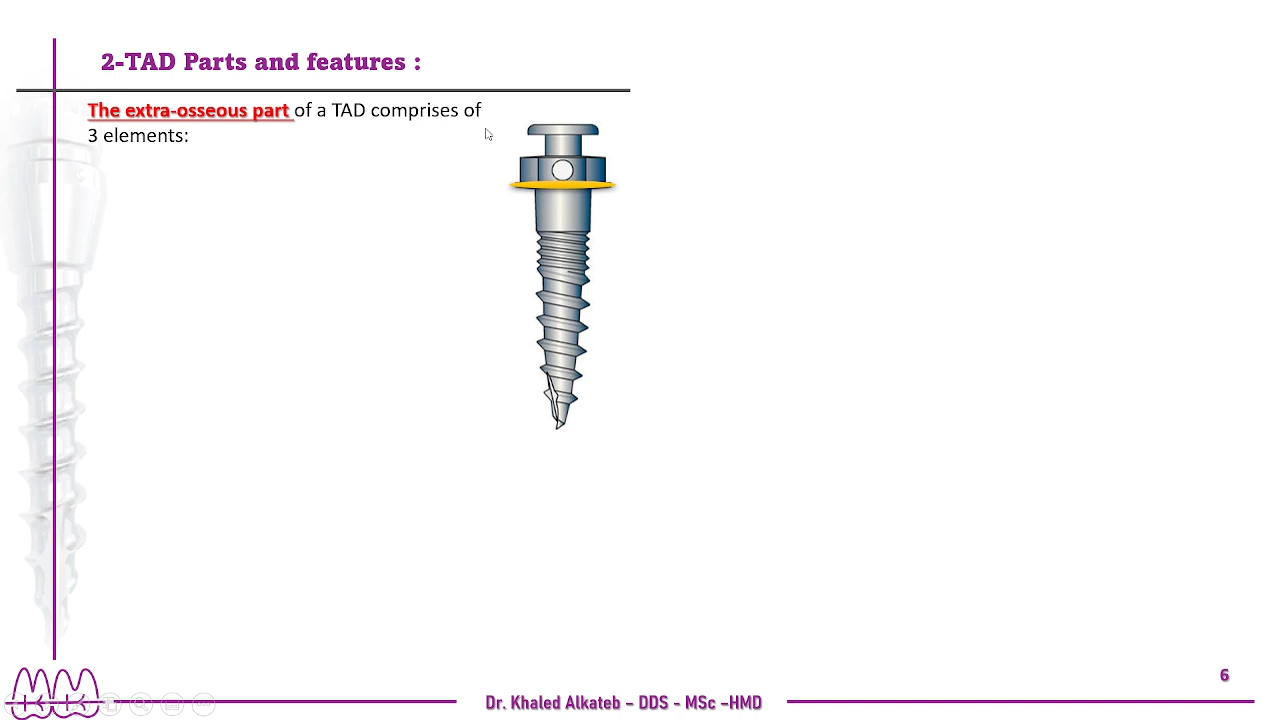 2-TAD Parts and features :
The extra-osseous part of a TAD comprises of
3 elements:
6
Dr. Khaled Alkateb – DDS - MSc –HMD